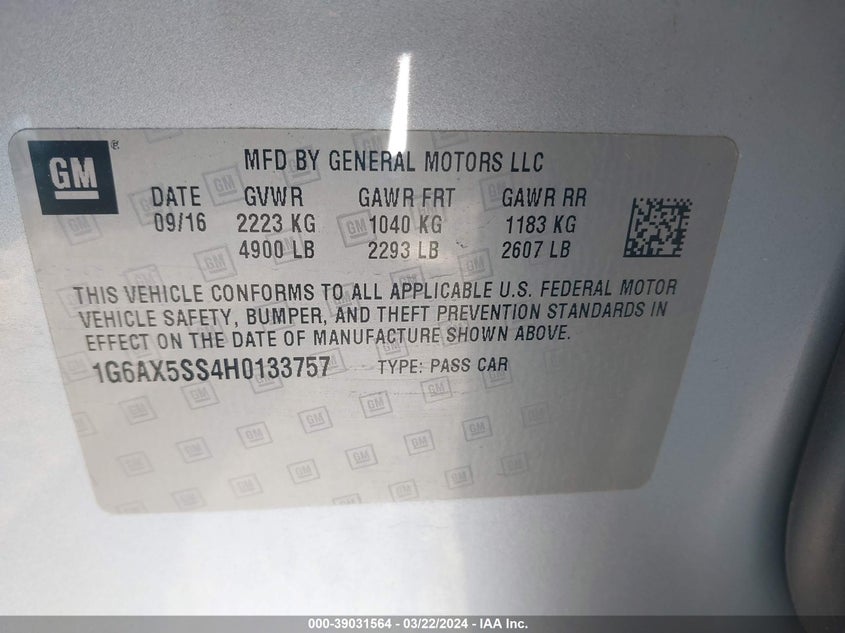 GM
MFD BY GENERAL MOTORS LLC
DATE GVWR GAWR FRT GAWR RR
09/16 2223 KG 1040 KG 1183 KG
4900 LB 2293 LB 2607 LB
THIS VEHICLE CONFORMS TO ALL APPLICABLE U.S. FEDERAL MOTOR
VEHICLE SAFETY, BUMPER, AND THEFT PREVENTION STANDARDS IN
EFFECT ON THE DATE OF MANUFACTURE SHOWN ABOVE.
1G6AX5SS4H0133757 TYPE: PASS CAR
000-39031564 - 03/22/2024 - IAA Inc.